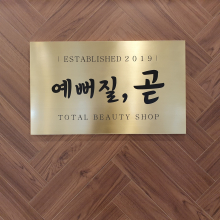 | ESTABLISHED 2019 |
예뻐질, 곧
TOTAL BEAUTY SHOP